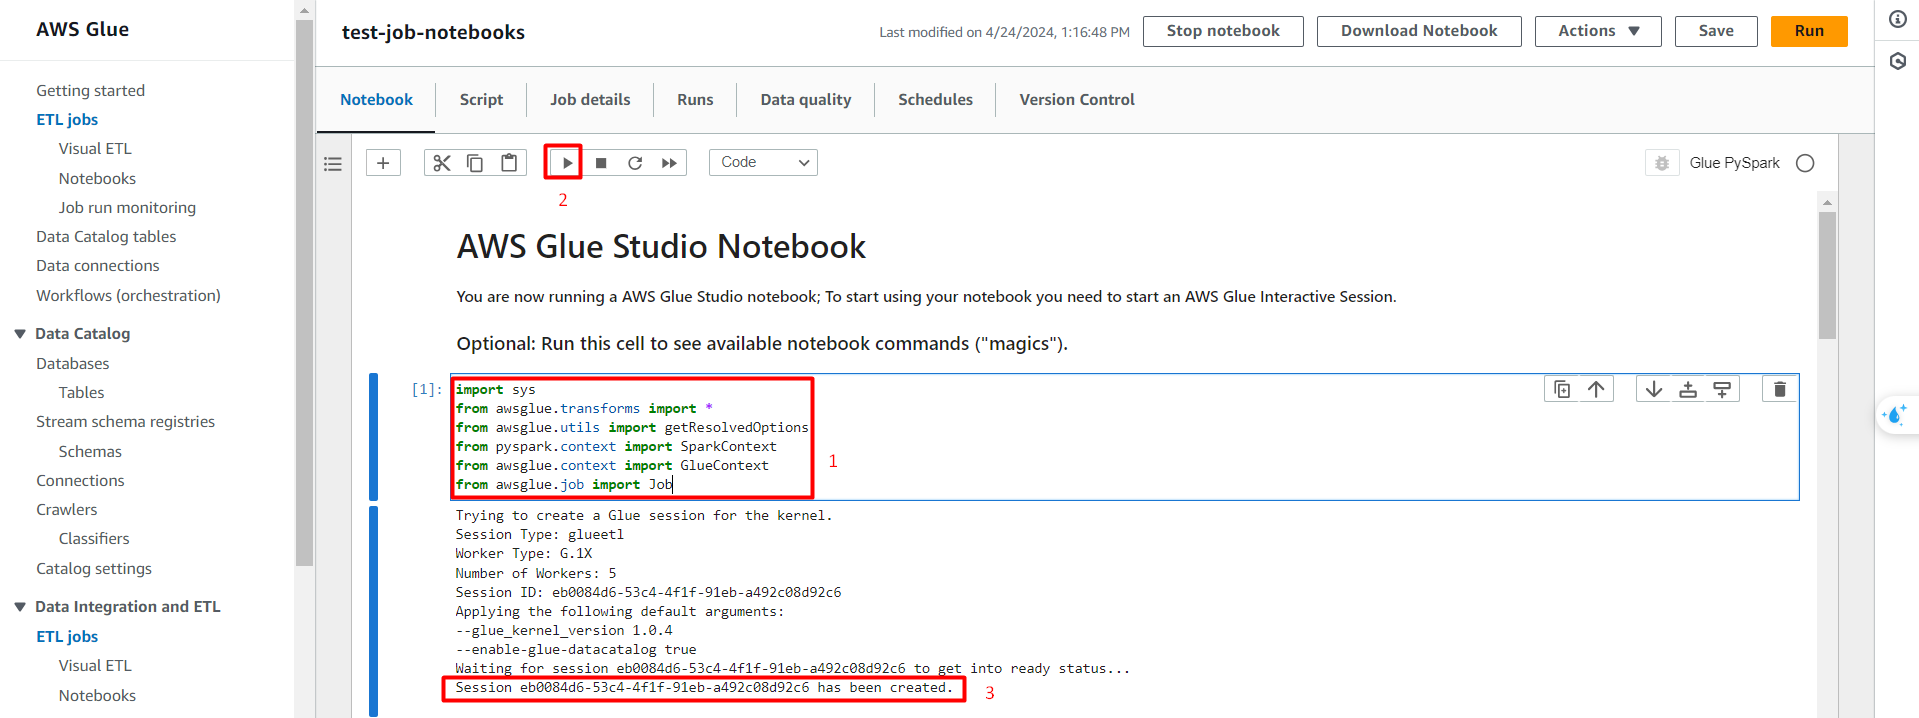 AWS Glue
Getting started
ETL jobs
Visual ETL
Notebooks
Job run monitoring
Data Catalog tables
Data connections
Workflows (orchestration)
Data Catalog
Databases
Tables
Stream schema registries
Schemas
Connections
Crawlers
Classifiers
Catalog settings
Data Integration and ETL
ETL jobs
Visual ETL
Notebooks
test-job-notebooks
Last modified on 4/24/2024, 1:16:48 PM
Stop notebook
Download Notebook
Actions
Save
Run
Notebook
Script
Job details
Runs
Data quality
Schedules
Version Control
Code
Glue PySpark
2
AWS Glue Studio Notebook
You are now running a AWS Glue Studio notebook; To start using your notebook you need to start an AWS Glue Interactive Session.
Optional: Run this cell to see available notebook commands ("magics").
[1]:
import sys
from awsglue.transforms import *
from awsglue.utils import getResolvedOptions
from pyspark.context import SparkContext
from awsglue.context import GlueContext
from awsglue.job import Job
1
Trying to create a Glue session for the kernel.
Session Type: glueetl
Worker Type: G.1X
Number of Workers: 5
Session ID: eb0084d6-53c4-4f1f-91eb-a492c08d92c6
Applying the following default arguments:
--glue_kernel_version 1.0.4
--enable-glue-datacatalog true
Waiting for session eb0084d6-53c4-4f1f-91eb-a492c08d92c6 to get into ready status...
Session eb0084d6-53c4-4f1f-91eb-a492c08d92c6 has been created.
3